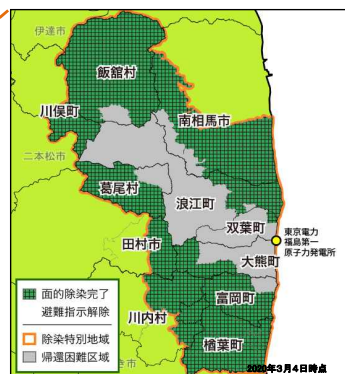 伊達市
飯舘村
川俣町
南相馬市
二本松市
葛尾村
浪江町
双葉町
東京電力
福島第一
原子力発電所
田村市
大熊町
富岡町
川内村
楢葉町
面的除染完了
避難指示解除
除染特別地域
帰還困難区域
き市
2020年3月4日時点